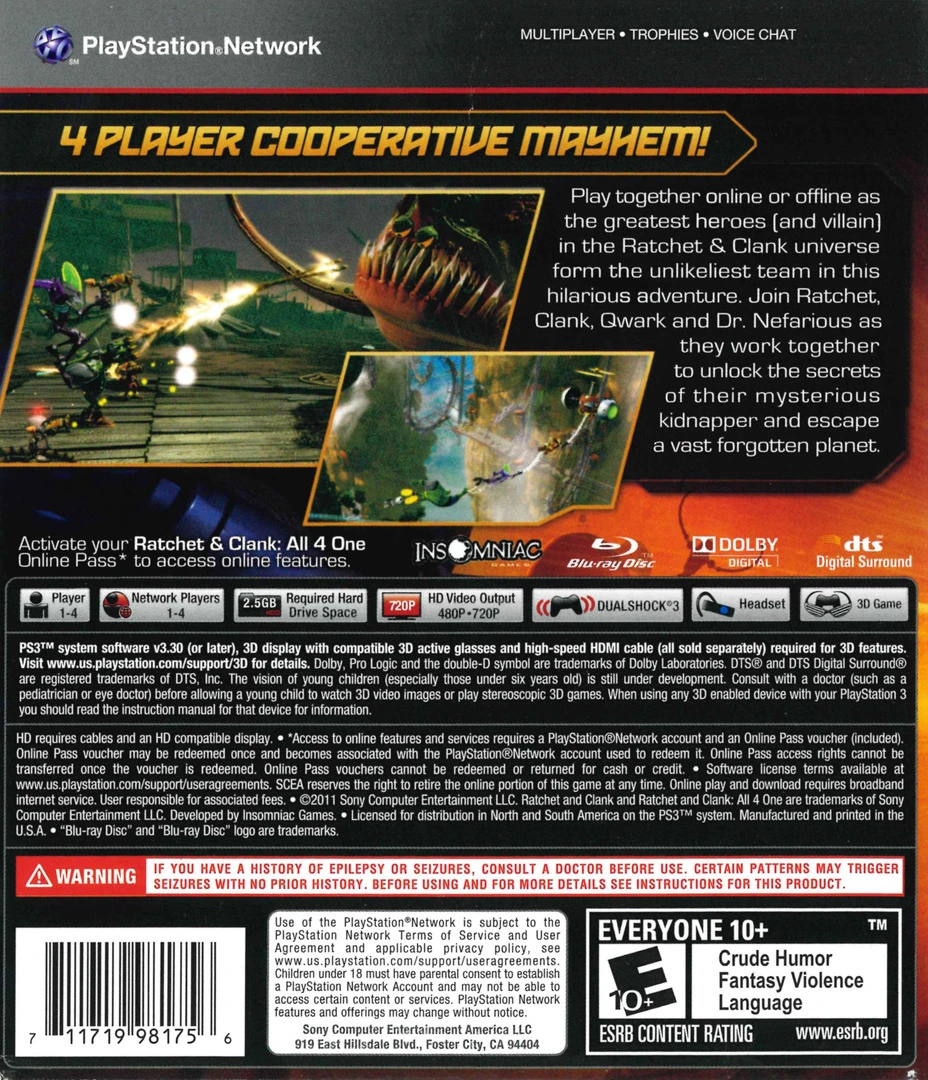 PlayStation®Network
SM
MULTIPLAYER • TROPHIES • VOICE CHAT
4 PLAYER COOPERATIVE MAYHEM!
Play together online or offline as
the greatest heroes (and villain)
in the Ratchet & Clank universe
form the unlikeliest team in this
hilarious adventure. Join Ratchet,
Clank, Qwark and Dr. Nefarious as
they work together
to unlock the secrets
of their mysterious
kidnapper and escape
a vast forgotten planet.
Activate your Ratchet & Clank: All 4 One
Online Pass* to access online features.
INSOMNIAC
GAMES
Blu-ray Disc™
DOLBY
DIGITAL
dts™
Digital Surround
Player
1-4
Network Players
1-4
2.5GB
HDD
Required Hard
Drive Space
720P
HD Video Output
480P•720P
DUALSHOCK®3
Headset
3D Game
PS3™ system software v3.30 (or later), 3D display with compatible 3D active glasses and high-speed HDMI cable (all sold separately) required for 3D features.
Visit www.us.playstation.com/support/3D for details. Dolby, Pro Logic and the double-D symbol are trademarks of Dolby Laboratories. DTS® and DTS Digital Surround®
are registered trademarks of DTS, Inc. The vision of young children (especially those under six years old) is still under development. Consult with a doctor (such as a
pediatrician or eye doctor) before allowing a young child to watch 3D video images or play stereoscopic 3D games. When using any 3D enabled device with your PlayStation 3
you should read the instruction manual for that device for information.
HD requires cables and an HD compatible display. • *Access to online features and services requires a PlayStation®Network account and an Online Pass voucher (included).
Online Pass voucher may be redeemed once and becomes associated with the PlayStation®Network account used to redeem it. Online Pass access rights cannot be
transferred once the voucher is redeemed. Online Pass vouchers cannot be redeemed or returned for cash or credit. • Software license terms available at
www.us.playstation.com/support/useragreements. SCEA reserves the right to retire the online portion of this game at any time. Online play and download requires broadband
internet service. User responsible for associated fees. • ©2011 Sony Computer Entertainment LLC. Ratchet and Clank and Ratchet and Clank: All 4 One are trademarks of Sony
Computer Entertainment LLC. Developed by Insomniac Games. • Licensed for distribution in North and South America on the PS3™ system. Manufactured and printed in the
U.S.A. • “Blu-ray Disc” and “Blu-ray Disc” logo are trademarks.
WARNING
IF YOU HAVE A HISTORY OF EPILEPSY OR SEIZURES, CONSULT A DOCTOR BEFORE USE. CERTAIN PATTERNS MAY TRIGGER
SEIZURES WITH NO PRIOR HISTORY. BEFORE USING AND FOR MORE DETAILS SEE INSTRUCTIONS FOR THIS PRODUCT.
7 11719 98175 6
Use of the PlayStation®Network is subject to the
PlayStation Network Terms of Service and User
Agreement and applicable privacy policy, see
www.us.playstation.com/support/useragreements.
Children under 18 must have parental consent to establish
a PlayStation Network Account and may not be able to
access certain content or services. PlayStation Network
features and offerings may change without notice.
Sony Computer Entertainment America LLC
919 East Hillsdale Blvd., Foster City, CA 94404
EVERYONE 10+ ™
E
10+
Crude Humor
Fantasy Violence
Language
ESRB CONTENT RATING www.esrb.org